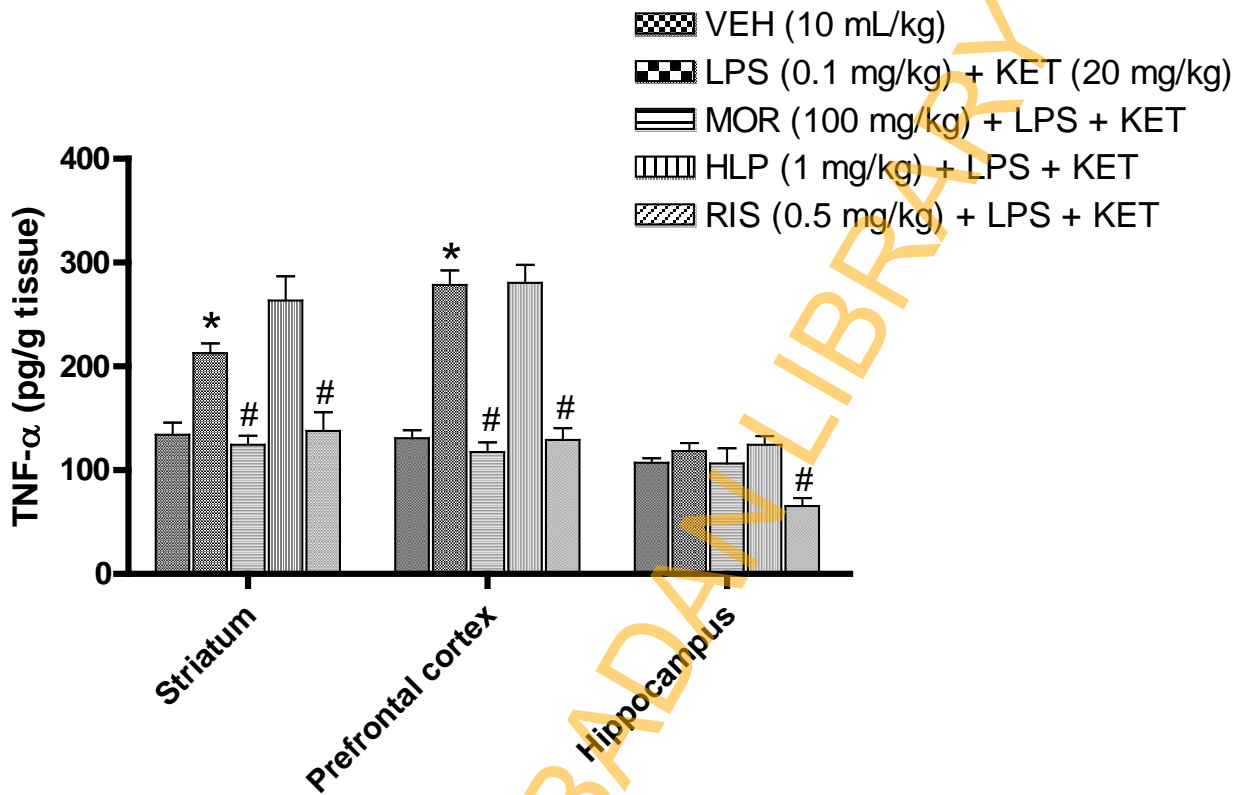 VEH (10 mL/kg)
LPS (0.1 mg/kg) + KET (20 mg/kg)
MOR (100 mg/kg) + LPS + KET
HLP (1 mg/kg) + LPS + KET
RIS (0.5 mg/kg) + LPS + KET
TNF-α (pg/g tissue)
400
300
200
100
0
* # #
* # #
#
Striatum
Prefrontal cortex
Hippocampus
BADAN LIBRARY